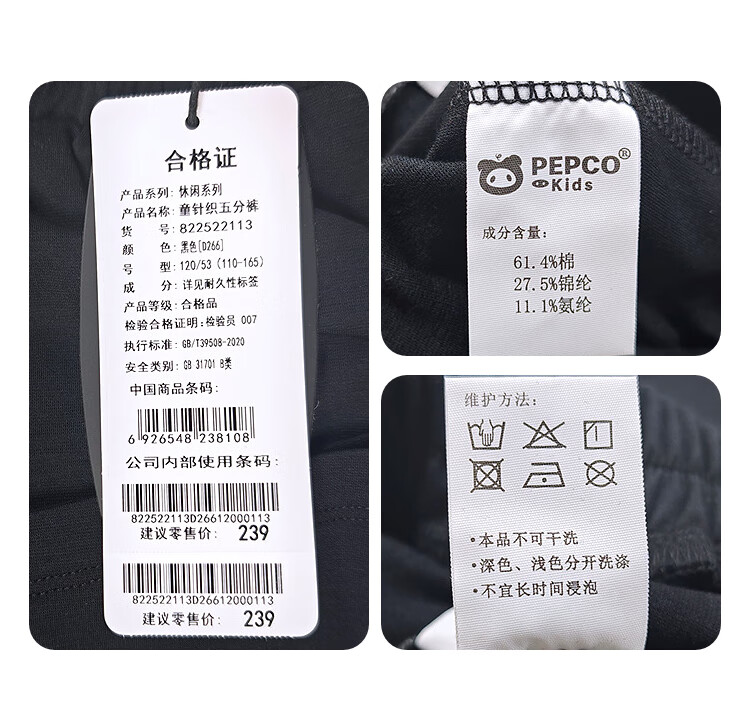 合格证
产品系列: 休闲系列
产品名称: 童针织五分裤
货 号: 822522113
颜 色: 黑色[D266]
号 型: 120/53 (110-165)
成 分: 详见耐久性标签
产品等级: 合格品
检验合格证明: 检验员 007
执行标准: GB/T39508-2020
安全类别: GB 31701 B类
中国商品条码:
6 926548 238108
公司内部使用条码:
822522113D26612000113
建议零售价: 239
822522113D26612000113
建议零售价: 239
PEPCO®
Kids
成分含量:
61.4%棉
27.5%锦纶
11.1%氨纶
维护方法:
•本品不可干洗
•深色、浅色分开洗涤
•不宜长时间浸泡